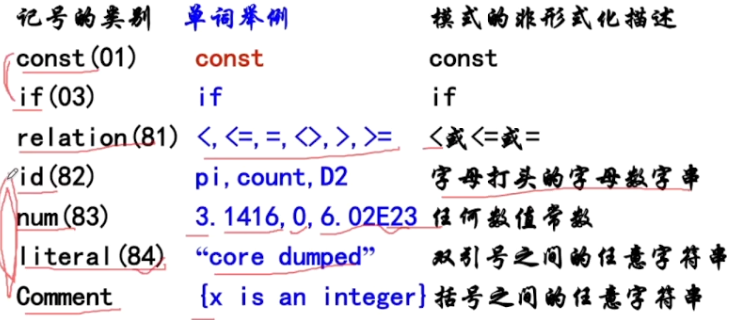 记号的类别 单词举例 模式的非形式化描述
const(01) const const
if(03) if if
relation(81) <,<=,=,<>,>,>= <或<=或=
id(82) pi,count,D2 字母打头的字母数字串
num(83) 3.1416,0,6.02E23 任何数值常数
literal(84) “core dumped” 双引号之间的任意字符串
Comment {x is an integer} 括号之间的任意字符串